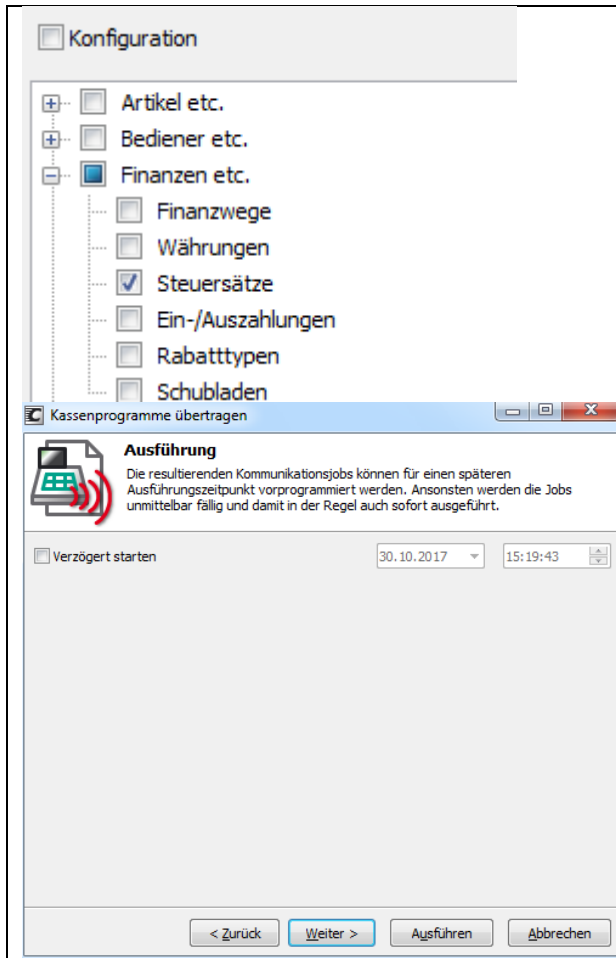 Konfiguration
Artikel etc.
Bediener etc.
Finanzen etc.
Finanzwege
Währungen
Steuersätze
Ein-/Auszahlungen
Rabatttypen
Schubladen
Kassenprogramme übertragen
Ausführung
Die resultierenden Kommunikationsjobs können für einen späteren
Ausführungszeitpunkt vorprogrammiert werden. Ansonsten werden die Jobs
unmittelbar fällig und damit in der Regel auch sofort ausgeführt.
Verzögert starten 30.10.2017 15:19:43
< Zurück Weiter > Ausführen Abbrechen